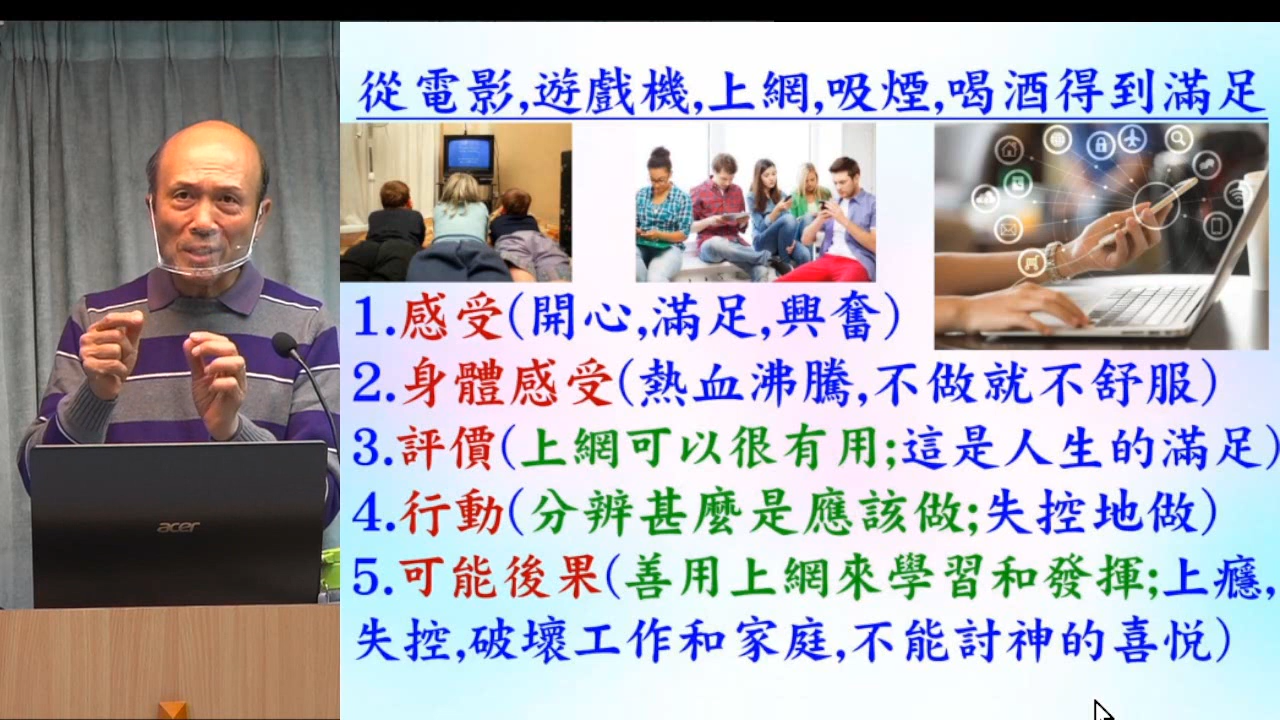 從電影,遊戲機,上網,吸煙,喝酒得到滿足
1.感受(開心,滿足,興奮)
2.身體感受(熱血沸騰,不做就不舒服)
3.評價(上網可以很有用;這是人生的滿足)
4.行動(分辨甚麼是應該做;失控地做)
5.可能後果(善用上網來學習和發揮;上癮,
失控,破壞工作和家庭,不能討神的喜悅)
acer